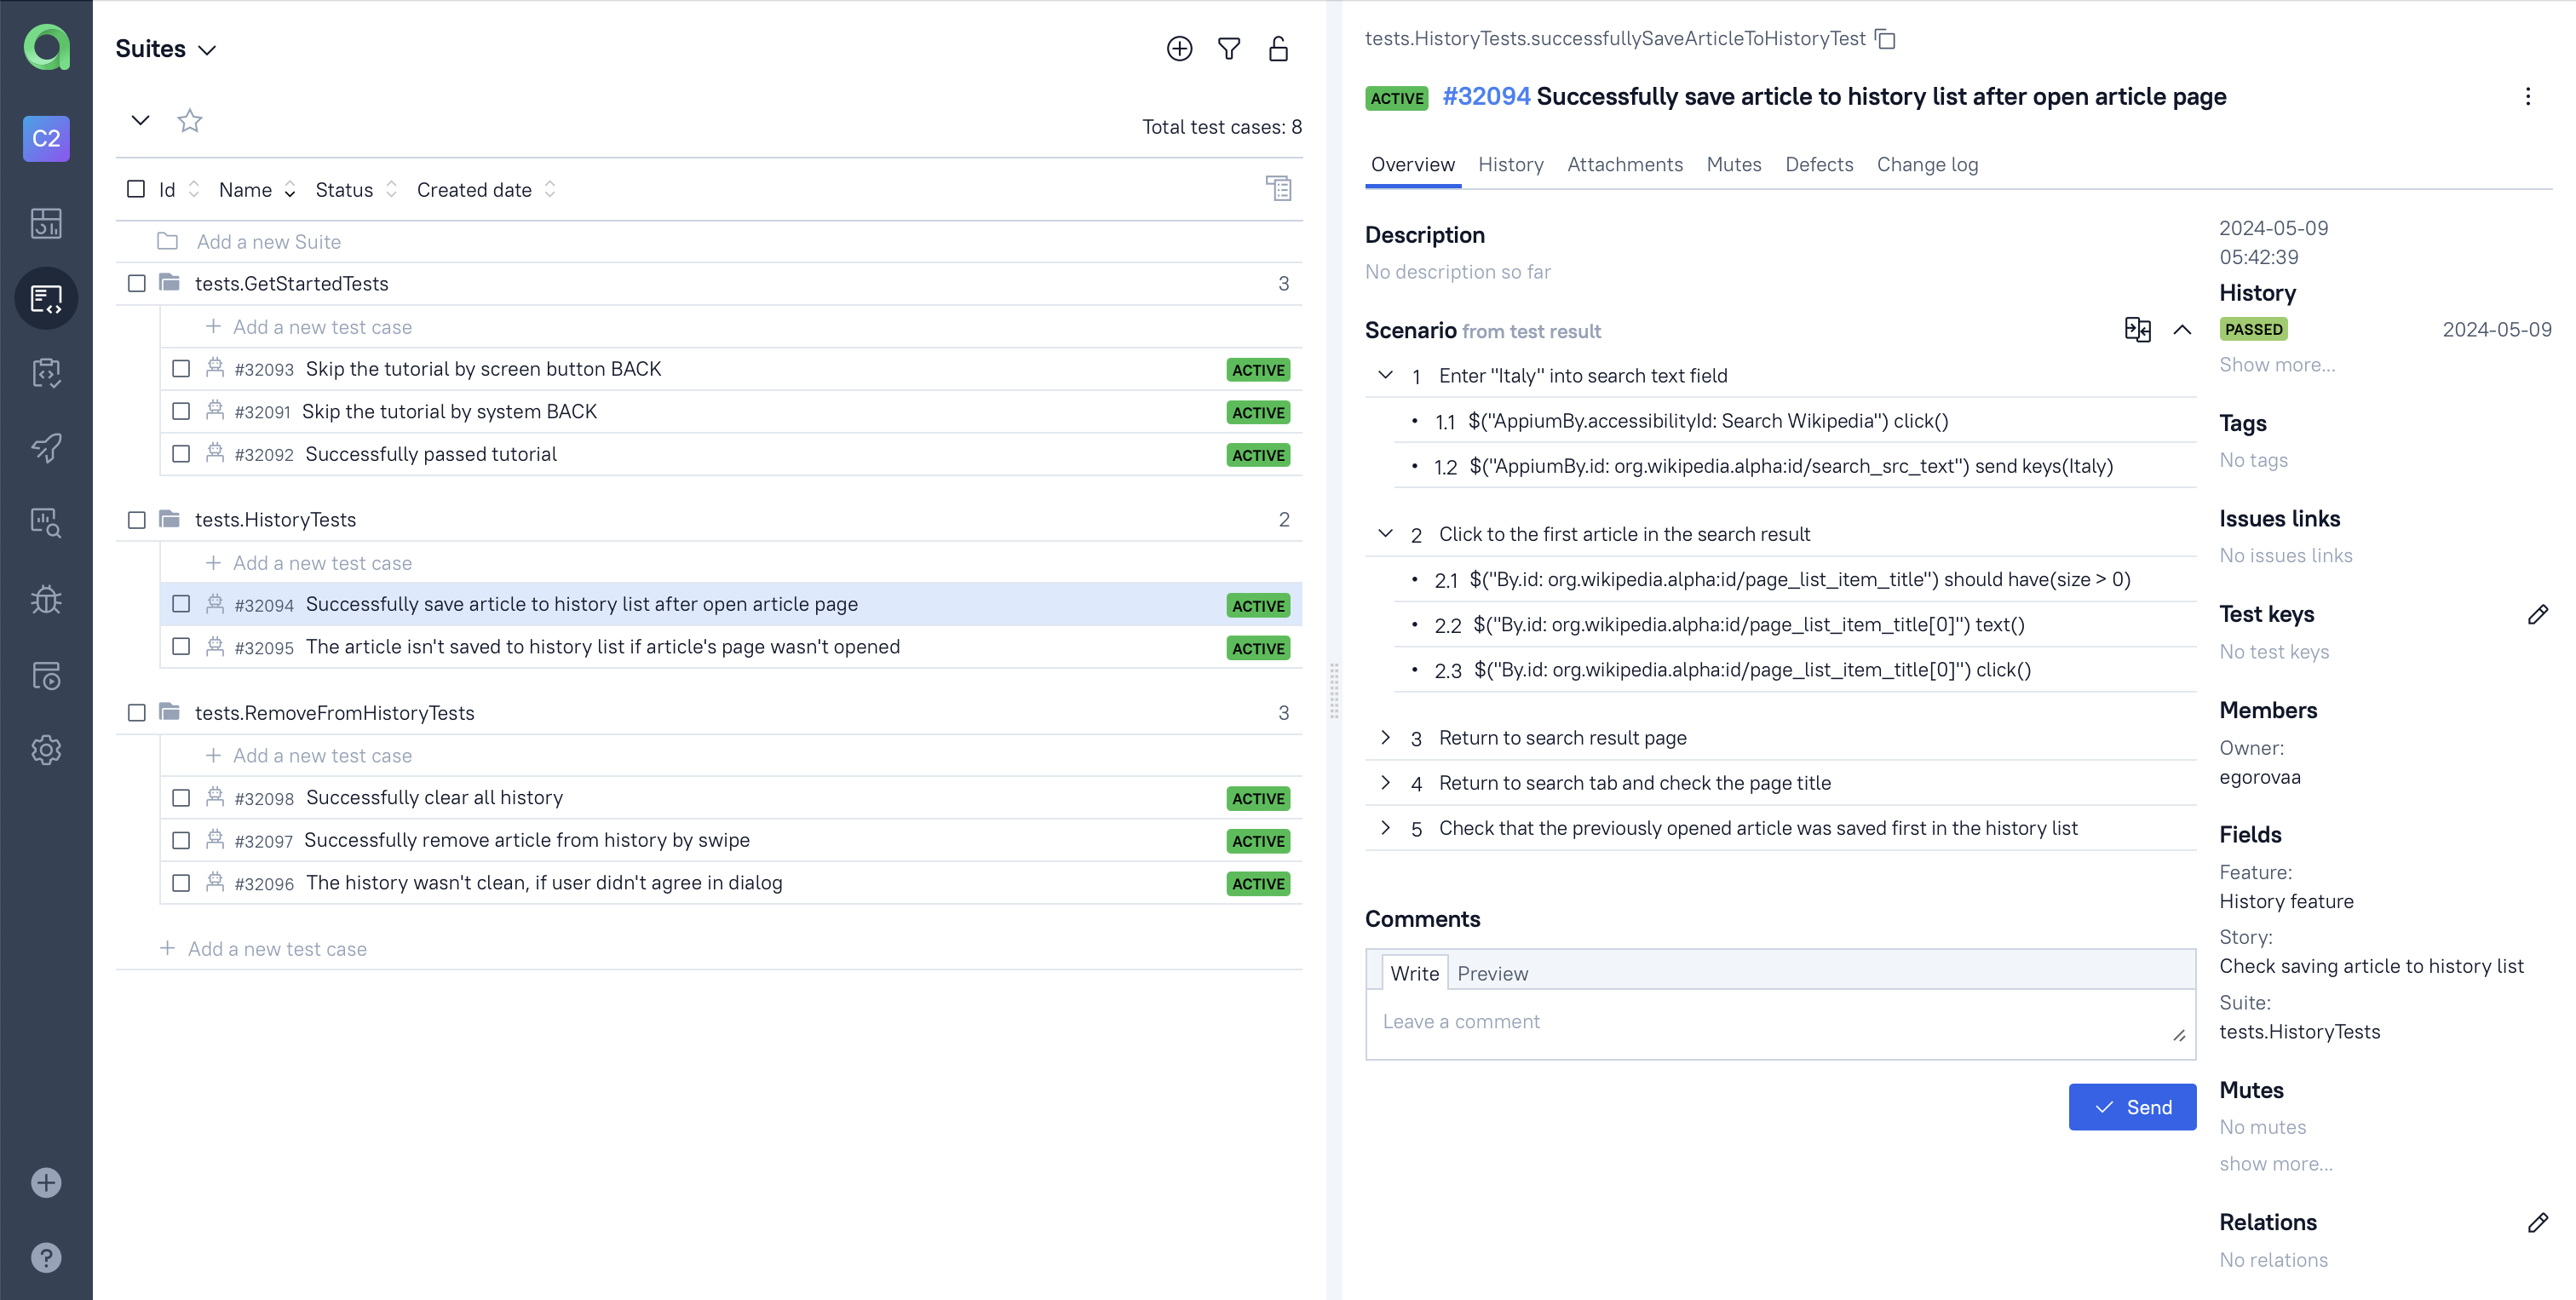 C2
?
Suites
Total test cases: 8
Id Name Status Created date
Add a new Suite
tests.GetStartedTests 3
Add a new test case
#32093 Skip the tutorial by screen button BACK ACTIVE
#32091 Skip the tutorial by system BACK ACTIVE
#32092 Successfully passed tutorial ACTIVE
tests.HistoryTests 2
Add a new test case
#32094 Successfully save article to history list after open article page ACTIVE
#32095 The article isn't saved to history list if article's page wasn't opened ACTIVE
tests.RemoveFromHistoryTests 3
Add a new test case
#32098 Successfully clear all history ACTIVE
#32097 Successfully remove article from history by swipe ACTIVE
#32096 The history wasn't clean, if user didn't agree in dialog ACTIVE
Add a new test case
tests.HistoryTests.successfullySaveArticleToHistoryTest
ACTIVE #32094 Successfully save article to history list after open article page
Overview History Attachments Mutes Defects Change log
Description
No description so far
Scenario from test result
1 Enter "Italy" into search text field
• 1.1 $("AppiumBy.accessibilityId: Search Wikipedia") click()
• 1.2 $("AppiumBy.id: org.wikipedia.alpha:id/search_src_text") send keys(Italy)
2 Click to the first article in the search result
• 2.1 $("By.id: org.wikipedia.alpha:id/page_list_item_title") should have(size > 0)
• 2.2 $("By.id: org.wikipedia.alpha:id/page_list_item_title[0]") text()
• 2.3 $("By.id: org.wikipedia.alpha:id/page_list_item_title[0]") click()
3 Return to search result page
4 Return to search tab and check the page title
5 Check that the previously opened article was saved first in the history list
Comments
Write Preview
Leave a comment
Send
2024-05-09
05:42:39
History
PASSED 2024-05-09
Show more...
Tags
No tags
Issues links
No issues links
Test keys
No test keys
Members
Owner:
egorovaa
Fields
Feature:
History feature
Story:
Check saving article to history list
Suite:
tests.HistoryTests
Mutes
No mutes
show more...
Relations
No relations